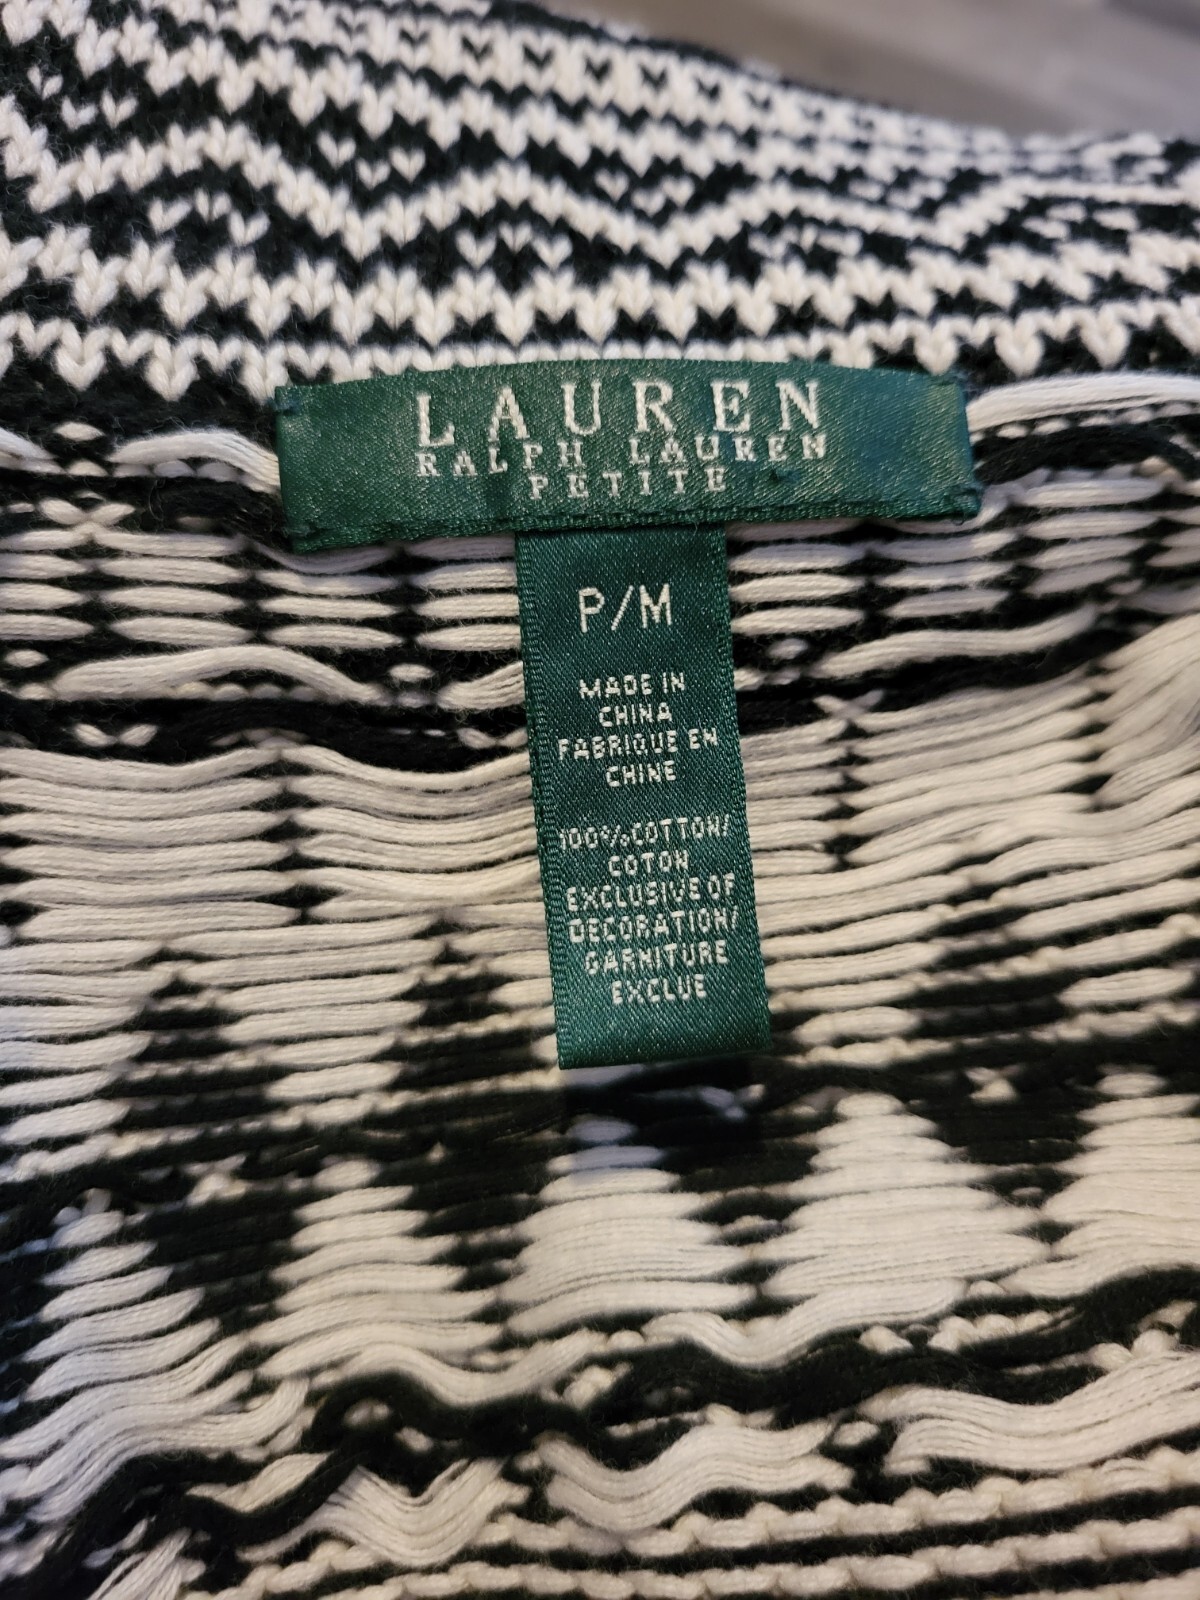 LAUREN
RALPH LAUREN
PETITE
P/M
MADE IN
CHINA
FABRIQUE EN
CHINE
100%COTTON/
COTON
EXCLUSIVE OF
DECORATION/
GARNITURE
EXCLUE